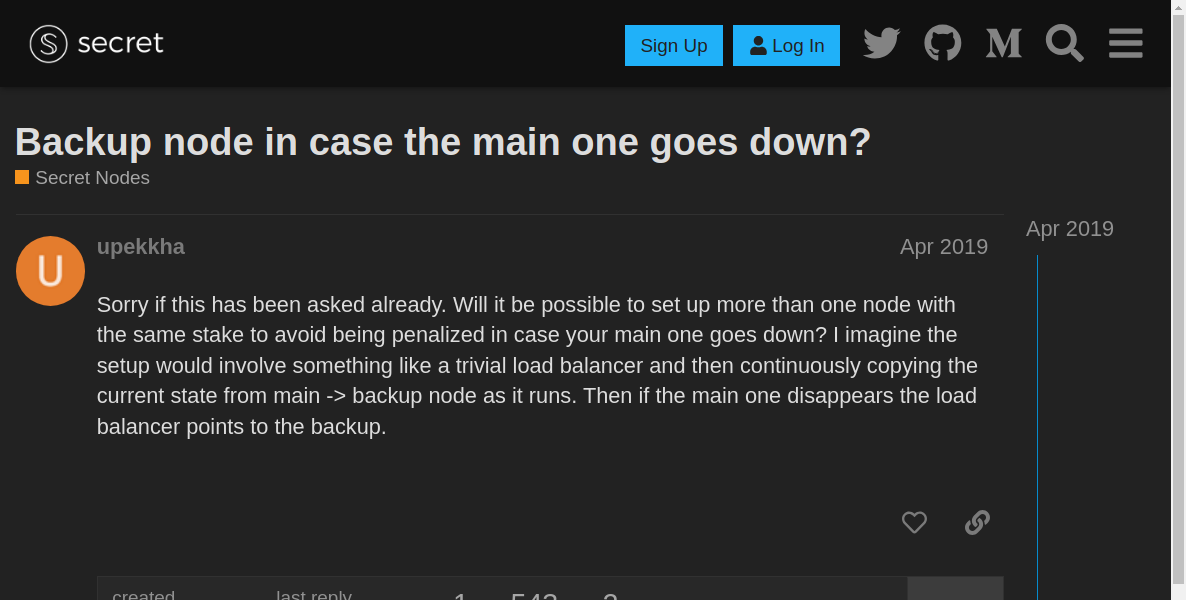 secret
Sign Up
Log In
Backup node in case the main one goes down?
Secret Nodes
Apr 2019
U
upekkha
Apr 2019
Sorry if this has been asked already. Will it be possible to set up more than one node with
the same stake to avoid being penalized in case your main one goes down? I imagine the
setup would involve something like a trivial load balancer and then continuously copying the
current state from main -> backup node as it runs. Then if the main one disappears the load
balancer points to the backup.
created
last reply
1